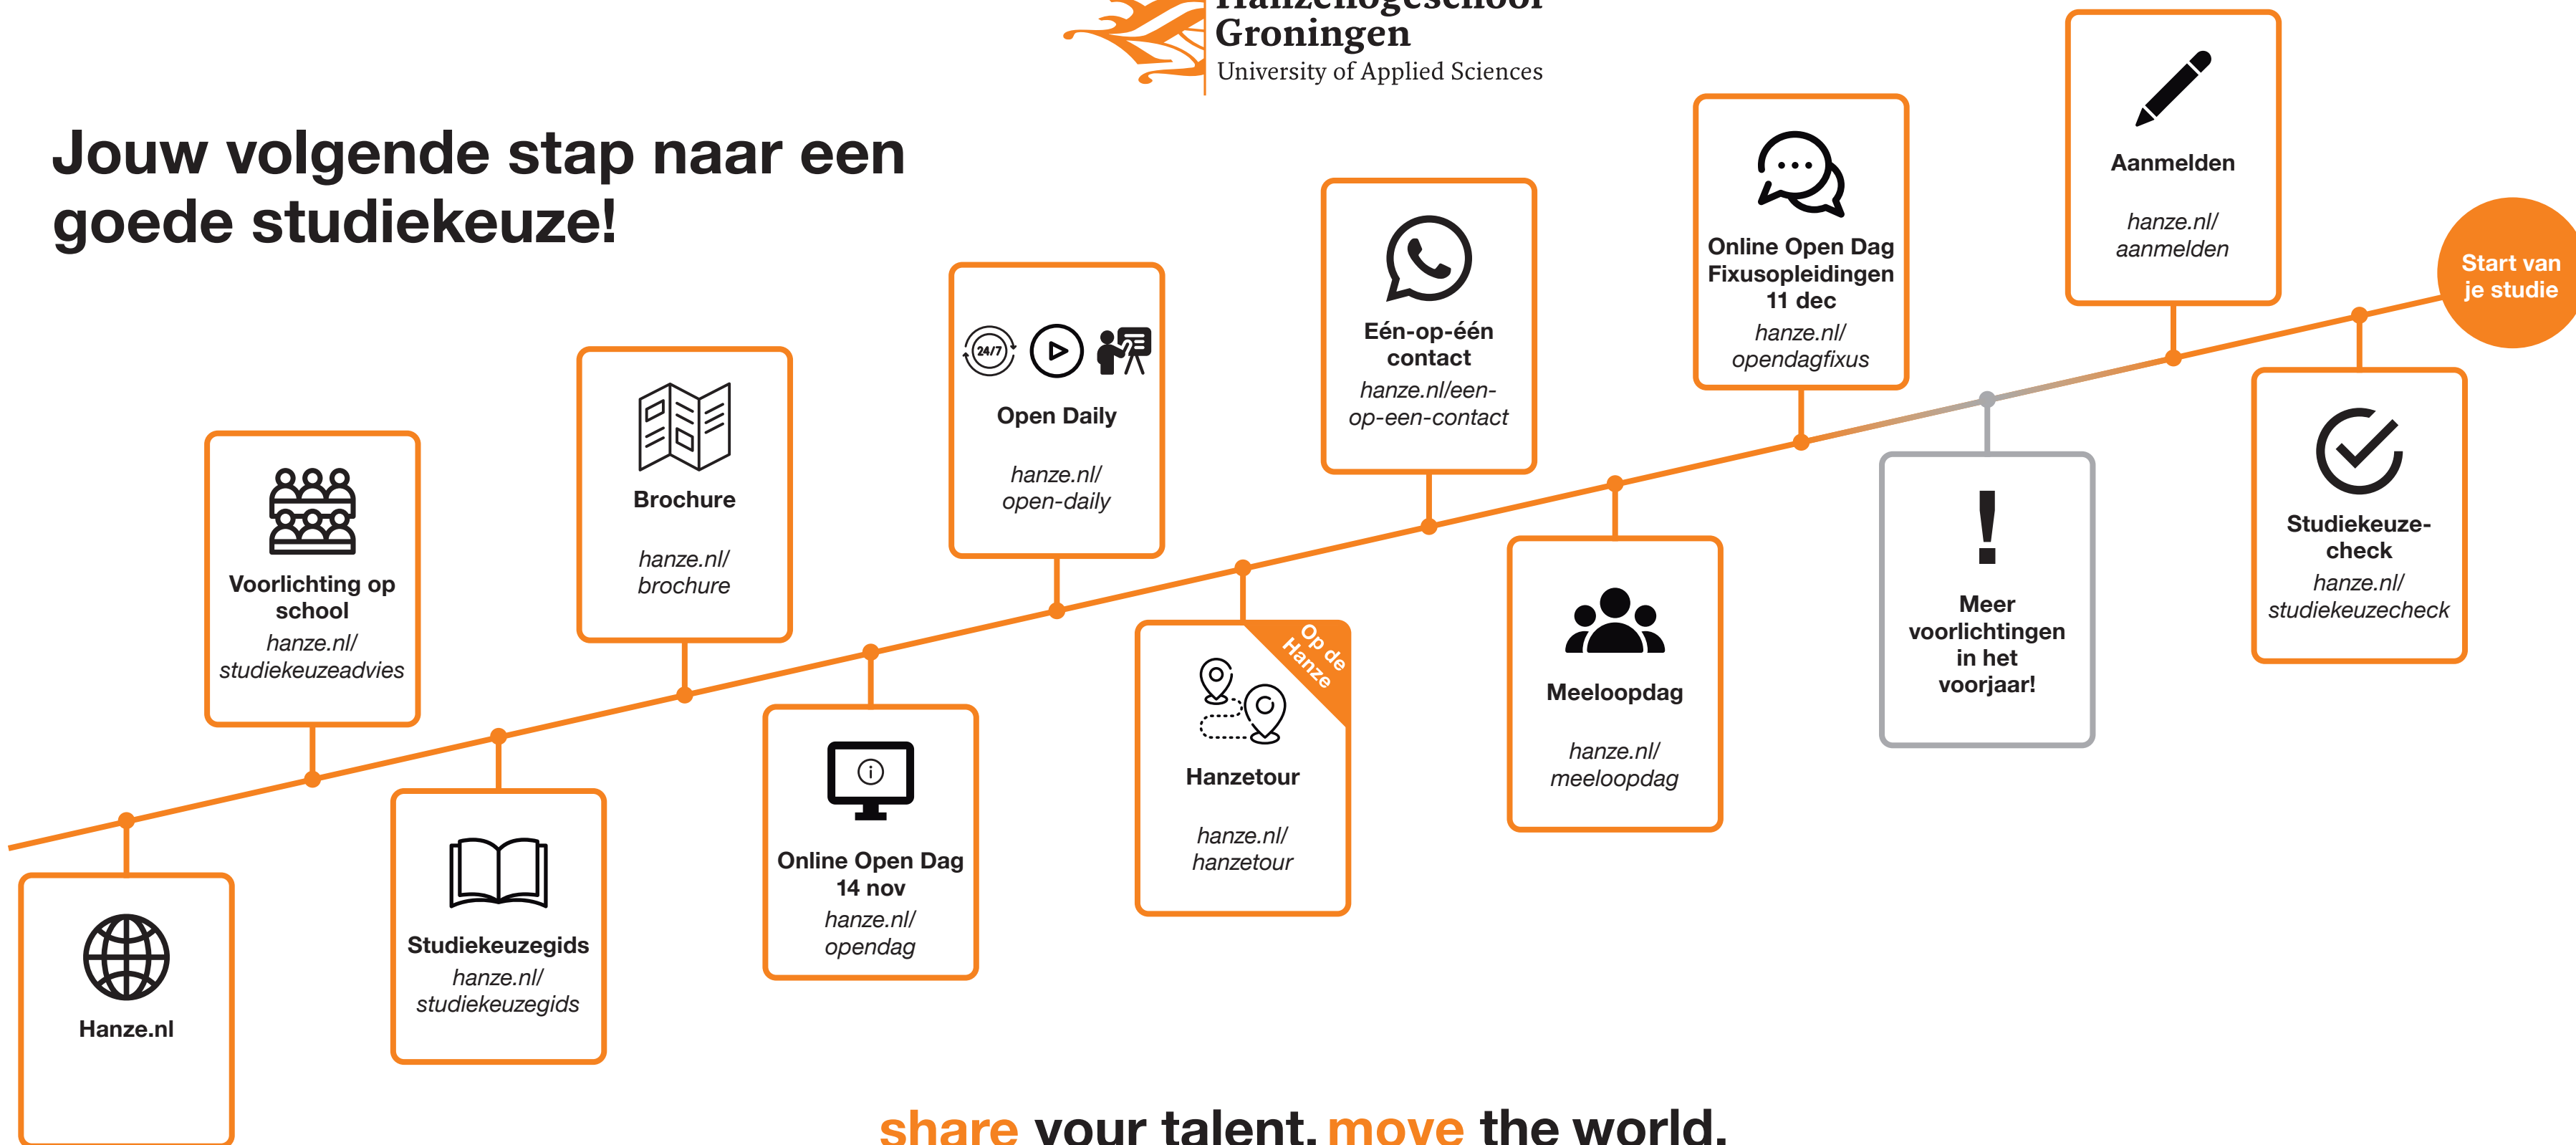 Hanzehogeschool
Groningen
University of Applied Sciences
Jouw volgende stap naar een
goede studiekeuze!
Hanze.nl
Voorlichting op
school
hanze.nl/
studiekeuzeadvies
Studiekeuzegids
hanze.nl/
studiekeuzegids
Brochure
hanze.nl/
brochure
Online Open Dag
14 nov
hanze.nl/
opendag
24/7
Open Daily
hanze.nl/
open-daily
Op de
Hanze
Hanzetour
hanze.nl/
hanzetour
Eén-op-één
contact
hanze.nl/een-
op-een-contact
Meeloopdag
hanze.nl/
meeloopdag
Online Open Dag
Fixusopleidingen
11 dec
hanze.nl/
opendagfixus
!
Meer
voorlichtingen
in het
voorjaar!
Aanmelden
hanze.nl/
aanmelden
Studiekeuze-
check
hanze.nl/
studiekeuzecheck
Start van
je studie
share your talent. move the world.